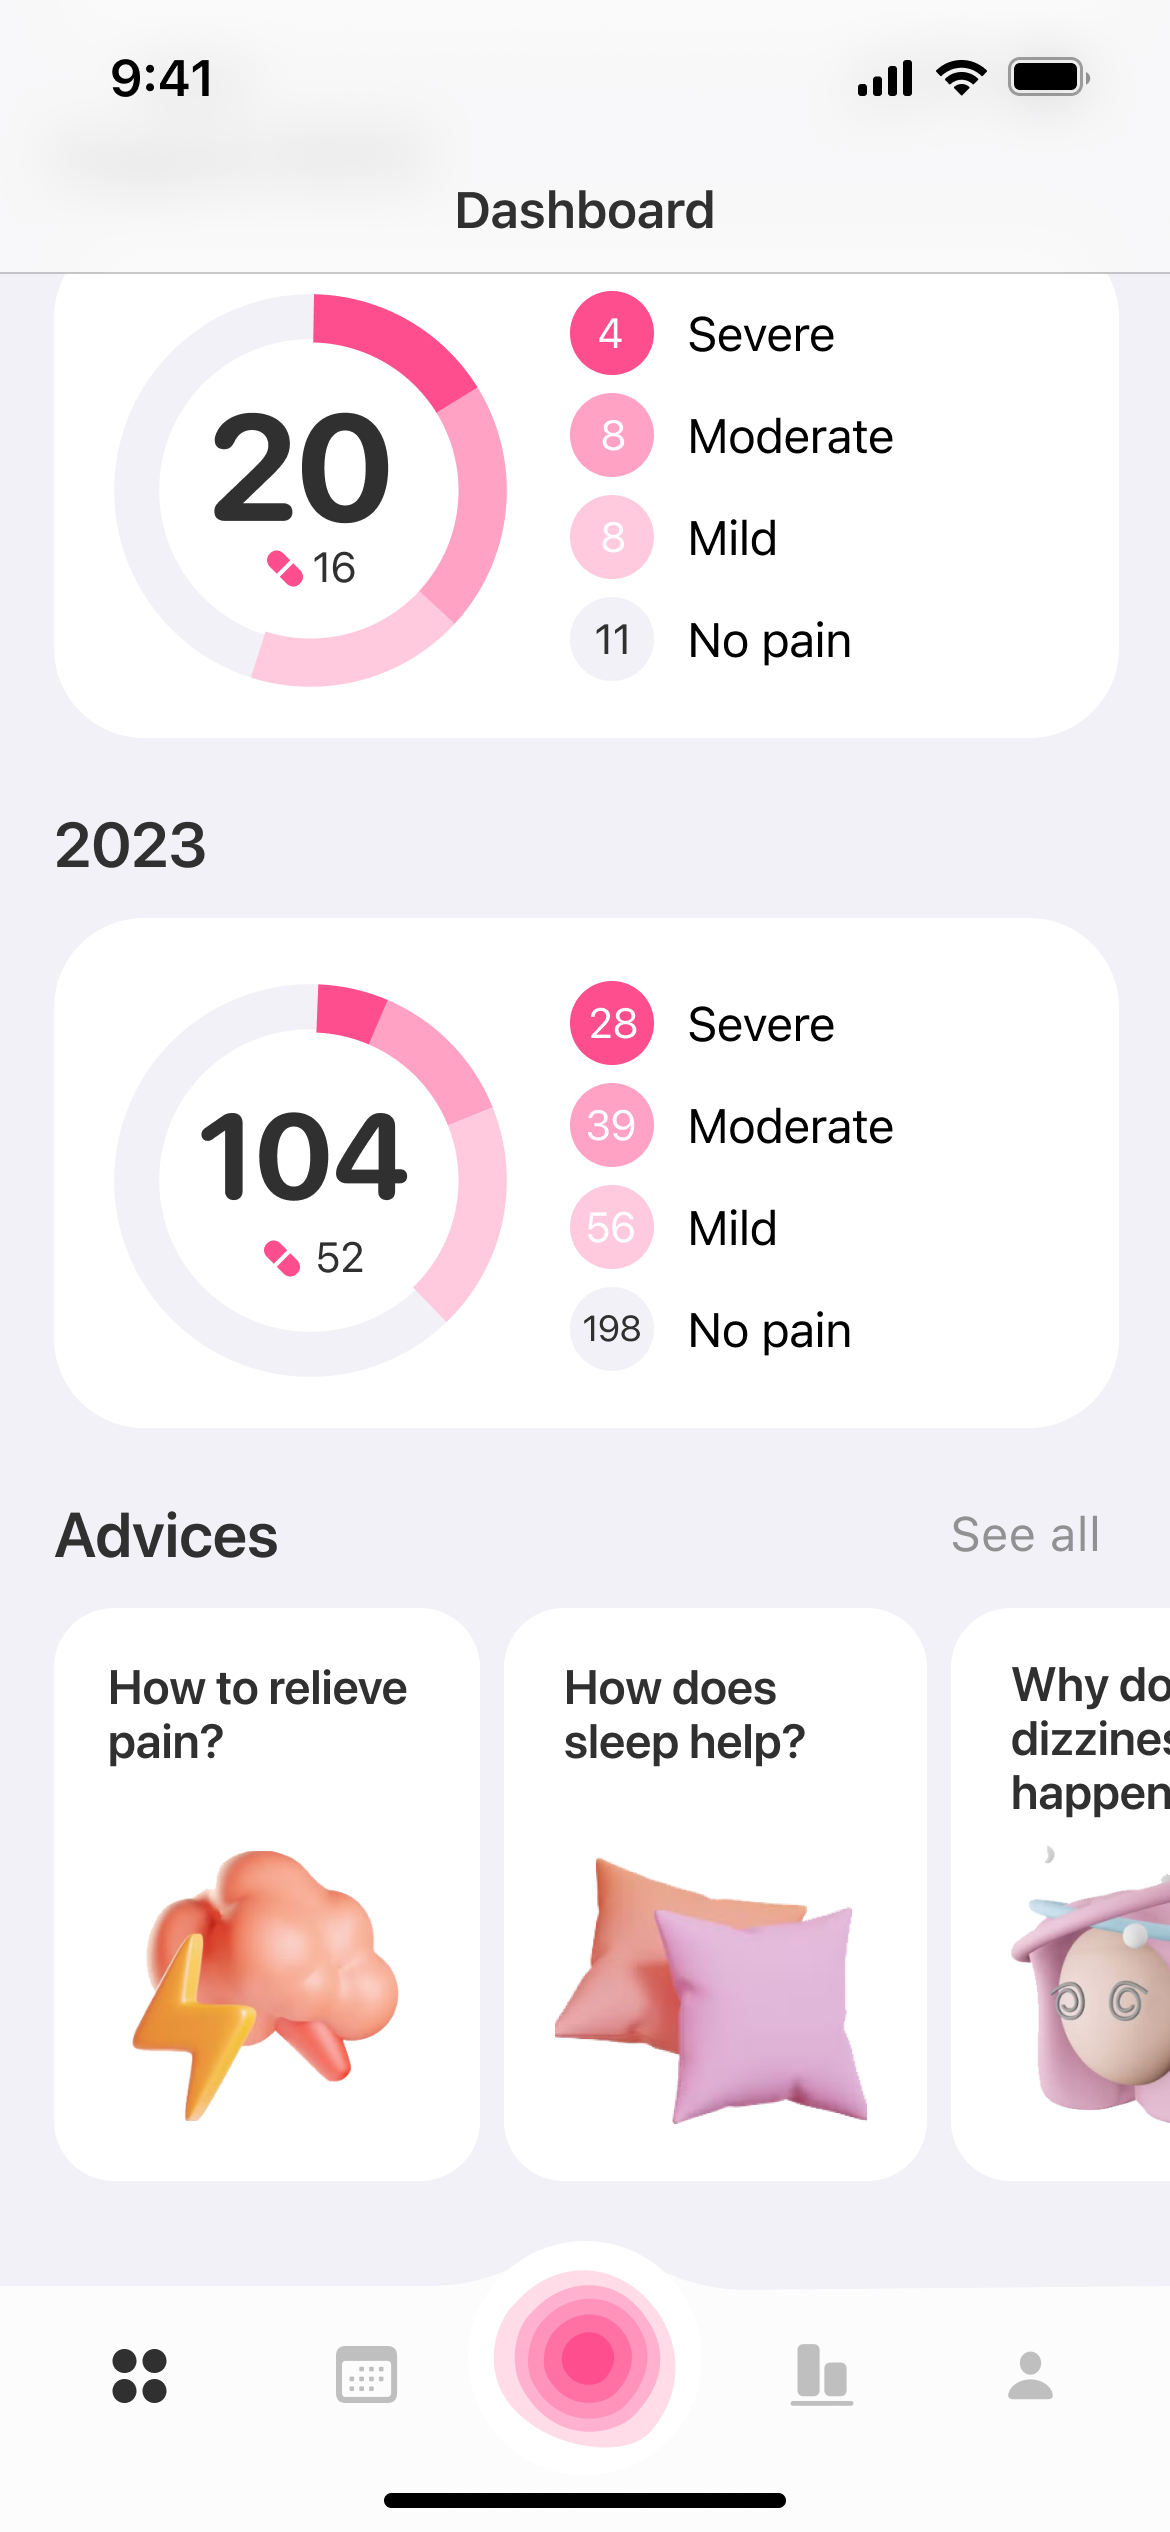 9:41
Dashboard
20
16
4 Severe
8 Moderate
8 Mild
11 No pain
2023
104
52
28 Severe
39 Moderate
56 Mild
198 No pain
Advices
See all
How to relieve
pain?
How does
sleep help?
Why do
dizzines
happen